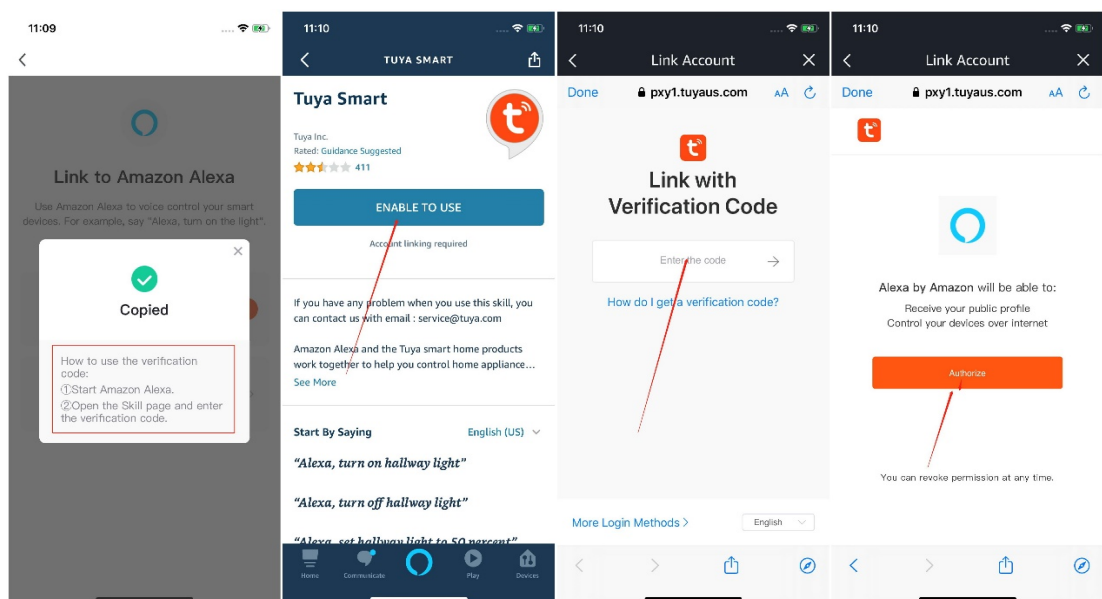 11:09
Link to Amazon Alexa
Use Amazon Alexa to voice control your smart
devices. For example, say "Alexa, turn on the light".
Copied
How to use the verification
code:
①Start Amazon Alexa.
②Open the Skill page and enter
the verification code.
11:10
TUYA SMART
Tuya Smart
Tuya Inc.
Rated: Guidance Suggested
411
ENABLE TO USE
Account linking required
If you have any problem when you use this skill, you
can contact us with email : service@tuya.com
Amazon Alexa and the Tuya smart home products
work together to help you control home appliance...
See More
Start By Saying
English (US)
“Alexa, turn on hallway light”
“Alexa, turn off hallway light”
“Alexa, set hallway light to 50 percent”
Home
Communicate
Play
Devices
11:10
Link Account
Done
pxy1.tuyaus.com
AA
Link with
Verification Code
Enter the code
How do I get a verification code?
More Login Methods >
English
11:10
Link Account
Done
pxy1.tuyaus.com
AA
Alexa by Amazon will be able to:
Receive your public profile
Control your devices over internet
Authorize
You can revoke permission at any time.